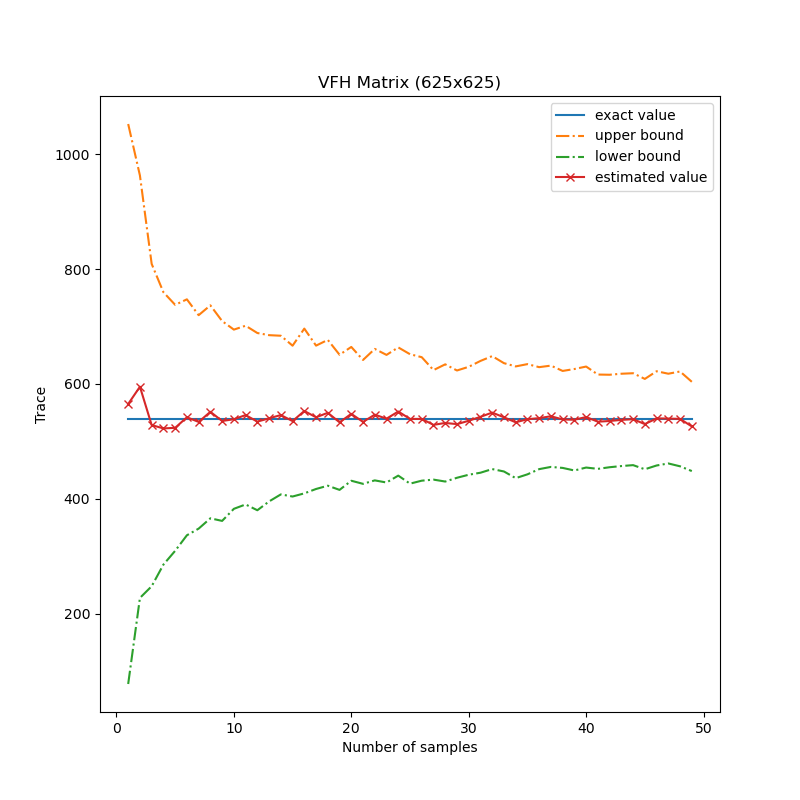 VFH Matrix (625x625)
exact value
upper bound
lower bound
estimated value
Trace
1000
800
600
400
200
0 10 20 30 40 50
Number of samples